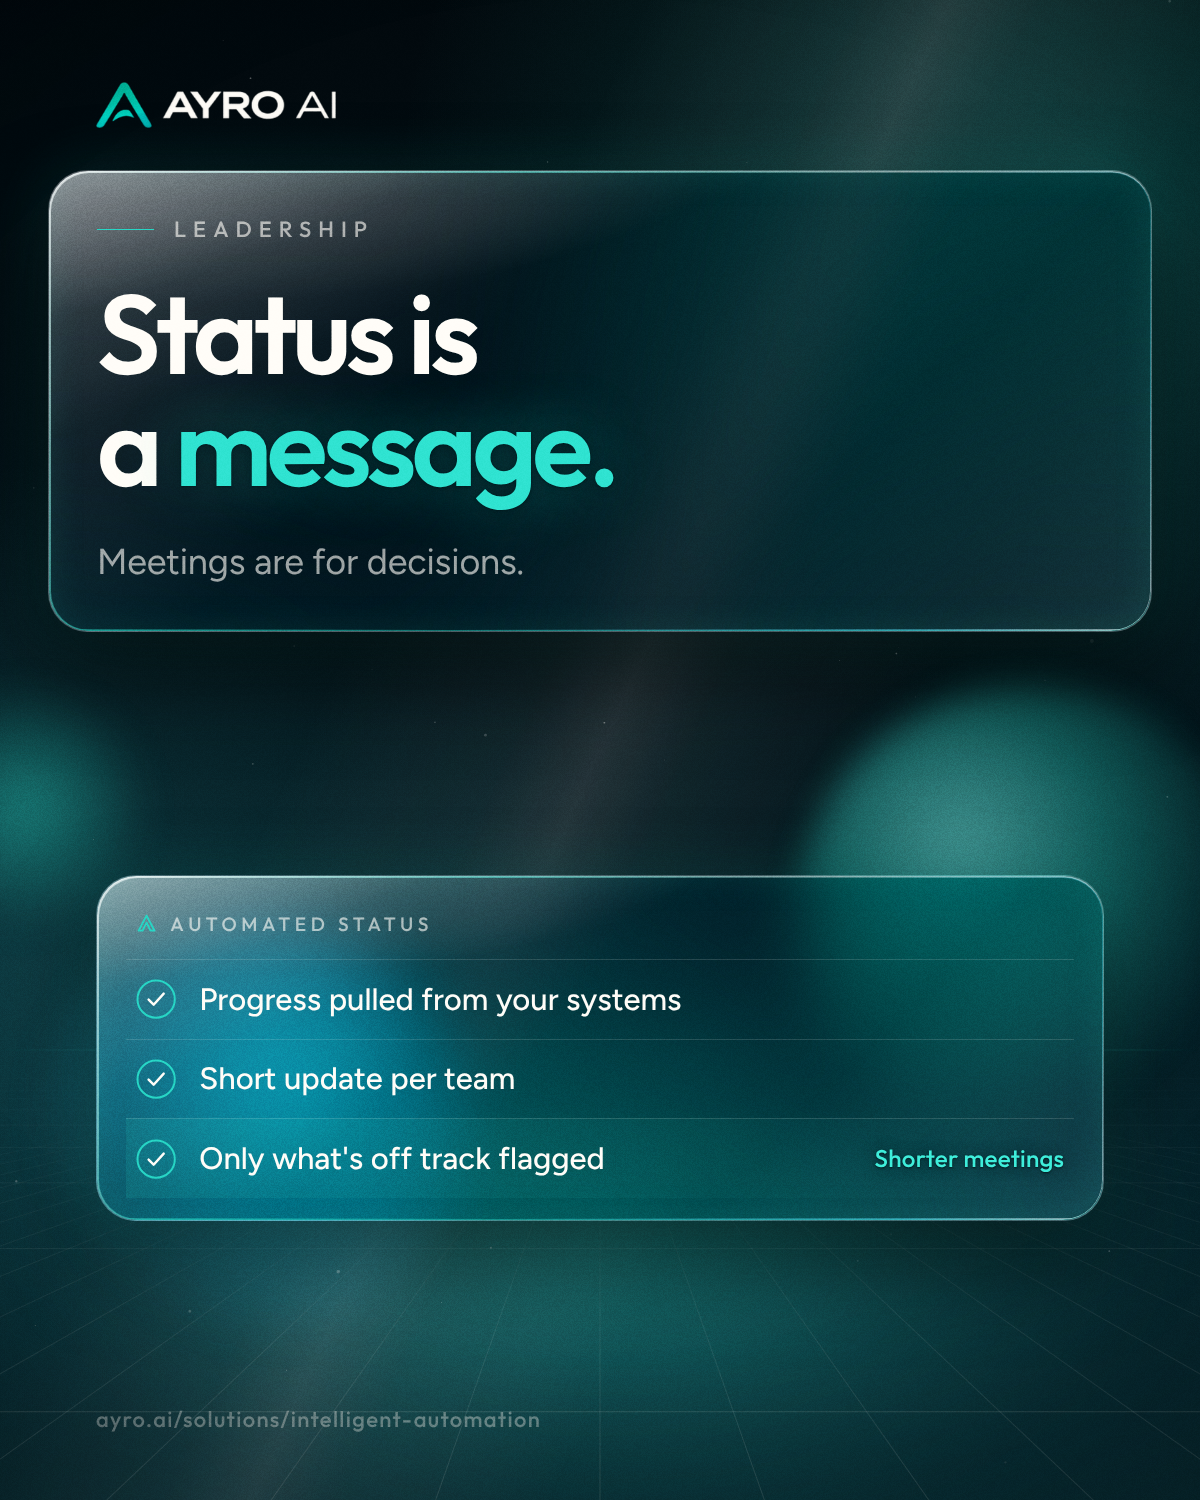 AYRO AI
LEADERSHIP
Status is
a message.
Meetings are for decisions.
AUTOMATED STATUS
Progress pulled from your systems
Short update per team
Only what's off track flagged
Shorter meetings
ayro.ai/solutions/intelligent-automation